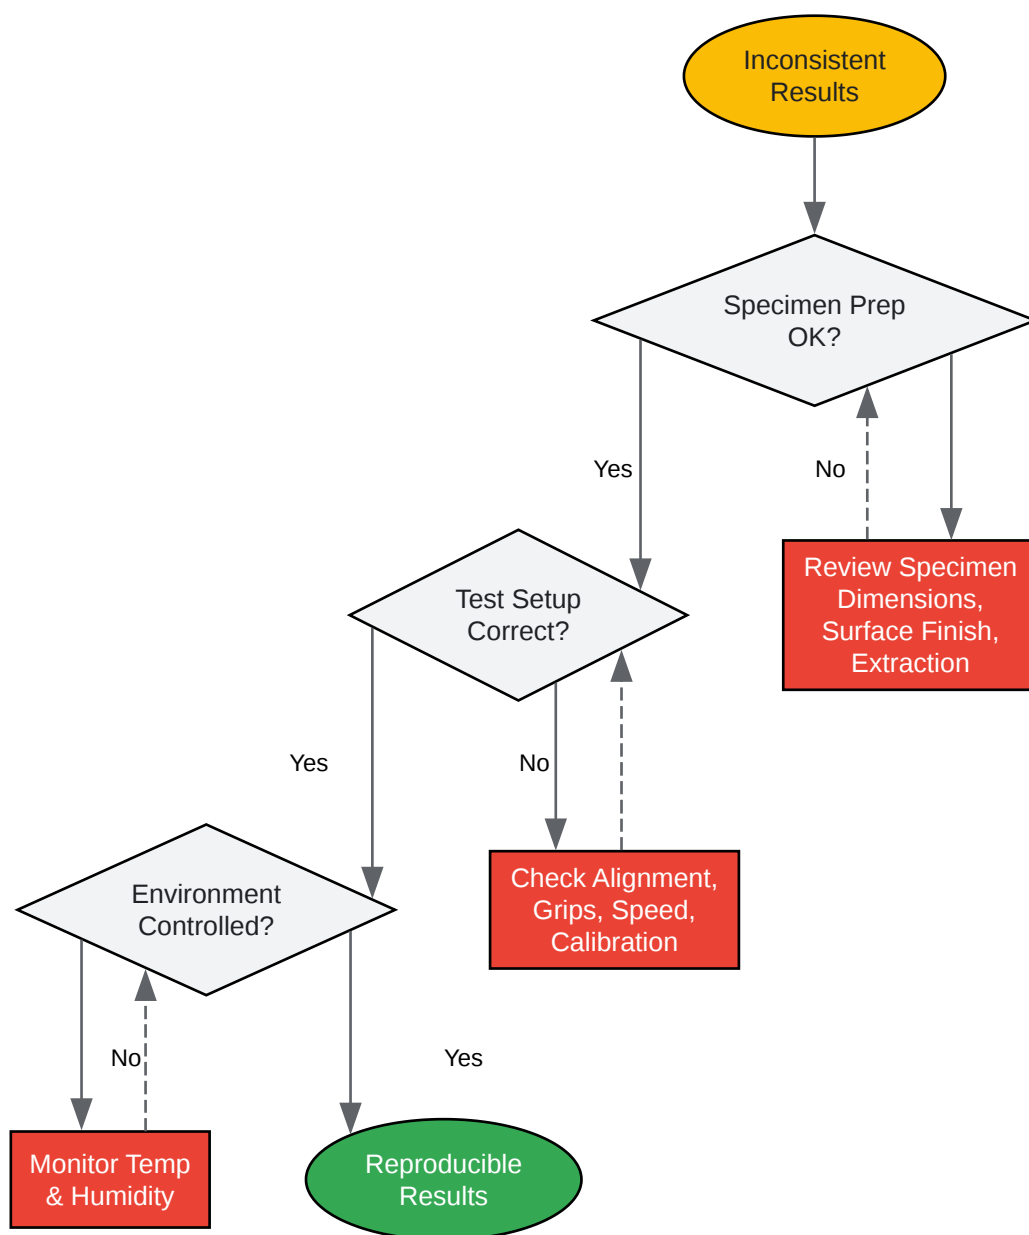 Inconsistent
Results
Specimen Prep
OK?
Yes
No
Review Specimen
Dimensions,
Surface Finish,
Extraction
Test Setup
Correct?
Yes
No
Check Alignment,
Grips, Speed,
Calibration
Environment
Controlled?
No
Yes
Monitor Temp
& Humidity
Reproducible
Results